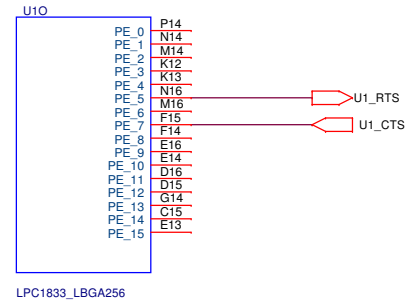 U1O
PE_0 P14
PE_1 N14
PE_2 M14
PE_3 K12
PE_4 K13
PE_5 N16 U1_RTS
PE_6 M16
PE_7 F15 U1_CTS
PE_8 F14
PE_9 E16
PE_10 E14
PE_11 D16
PE_12 D15
PE_13 G14
PE_14 C15
PE_15 E13
LPC1833_LBGA256